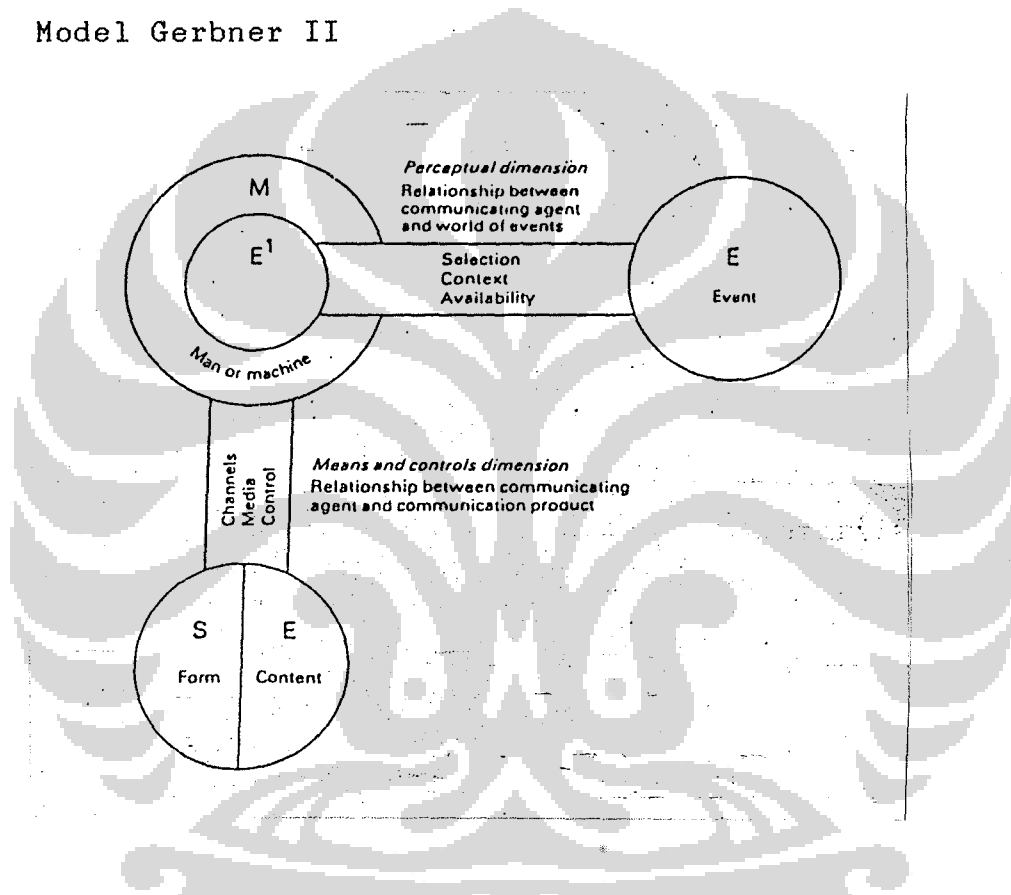 Model Gerbner II
M
E¹
Man or machine
Perceptual dimension
Relationship between
communicating agent
and world of events
Selection
Context
Availability
E
Event
Channels
Media
Control
Means and controls dimension
Relationship between communicating
agent and communication product
S
Form
E
Content